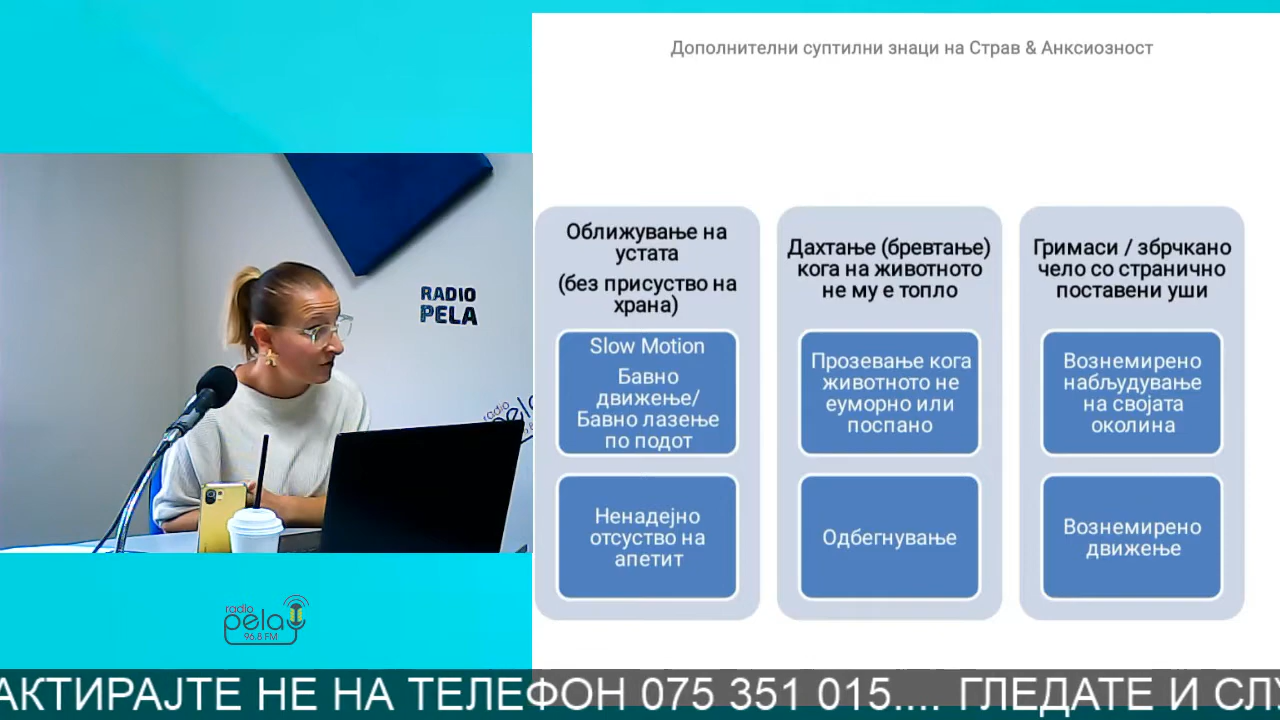 Дополнителни суптилни знаци на Страв & Анксиозност
Оближување на
устата
(без присуство на
храна)
Slow Motion
Бавно
движење/
Бавно лазење
по подот
Ненадејно
отсуство на
апетит
Дахтање (бревтање)
кога на животното
не му е топло
Прозевање кога
животното не
еуморно или
поспано
Одбегнување
Гримаси / збрчкано
чело со странично
поставени уши
Вознемирено
набљудување
на својата
околина
Вознемирено
движење
RADIO
PELA
radio
pela
radio
pela
96.8 FM
АКТИРАЈТЕ НЕ НА ТЕЛЕФОН 075 351 015.... ГЛЕДАТЕ И СЛУ